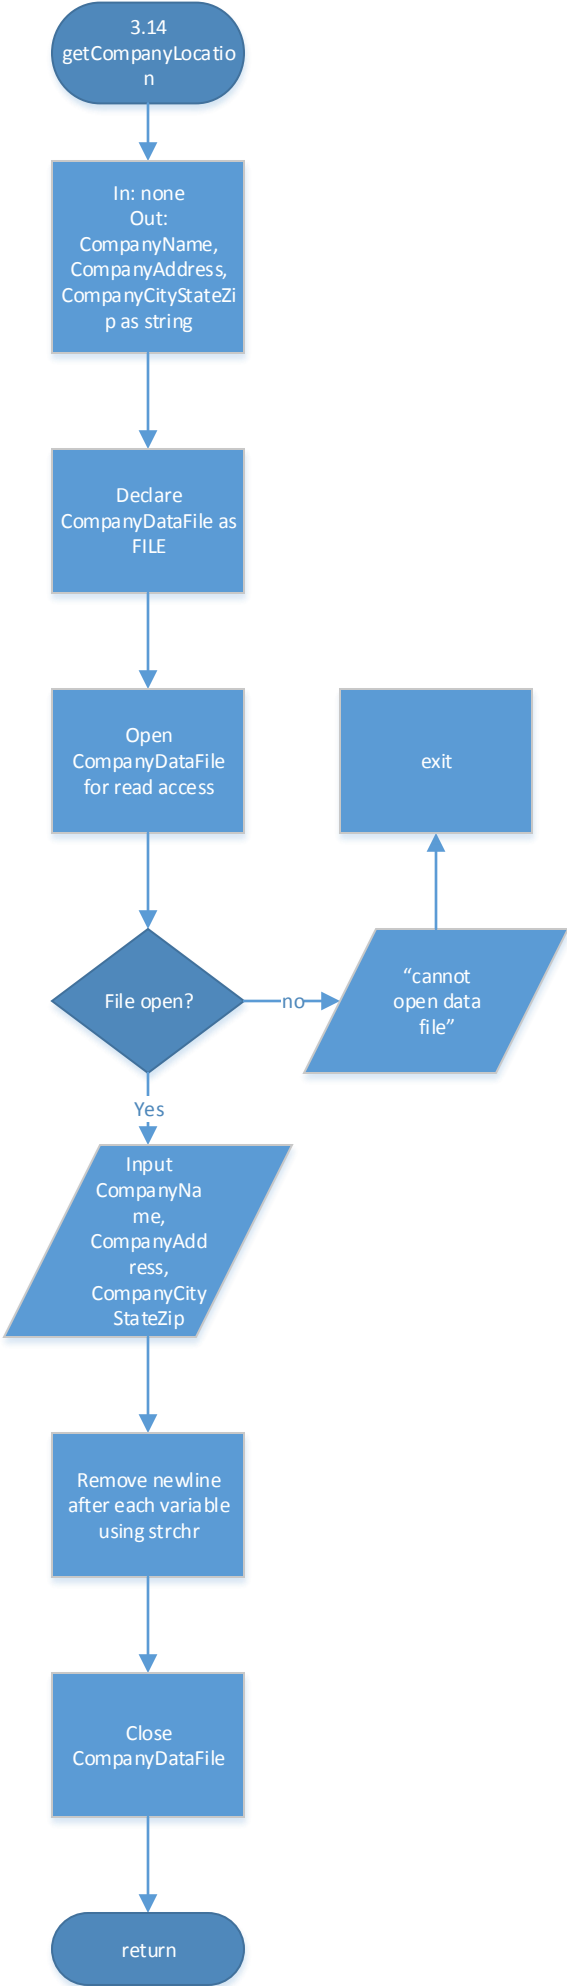 3.14
getCompanyLocatio
n
In: none
Out:
CompanyName,
CompanyAddress,
CompanyCityStateZi
p as string
Declare
CompanyDataFile as
FILE
Open
CompanyDataFile
for read access
exit
File open?
no
“cannot
open data
file”
Yes
Input
CompanyNa
me,
CompanyAdd
ress,
CompanyCity
StateZip
Remove newline
after each variable
using strchr
Close
CompanyDataFile
return